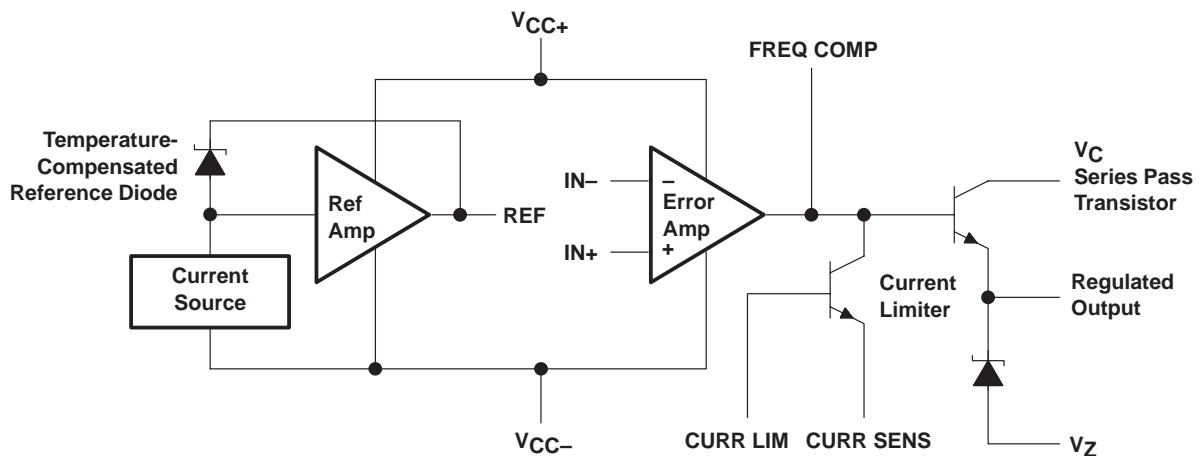 VCC+
FREQ COMP
Temperature-
Compensated
Reference Diode
VC
Series Pass
Transistor
IN–
–
Error
Amp
+
IN+
Ref
Amp
REF
Current
Source
Current
Limiter
Regulated
Output
VCC–
CURR LIM
CURR SENS
VZ